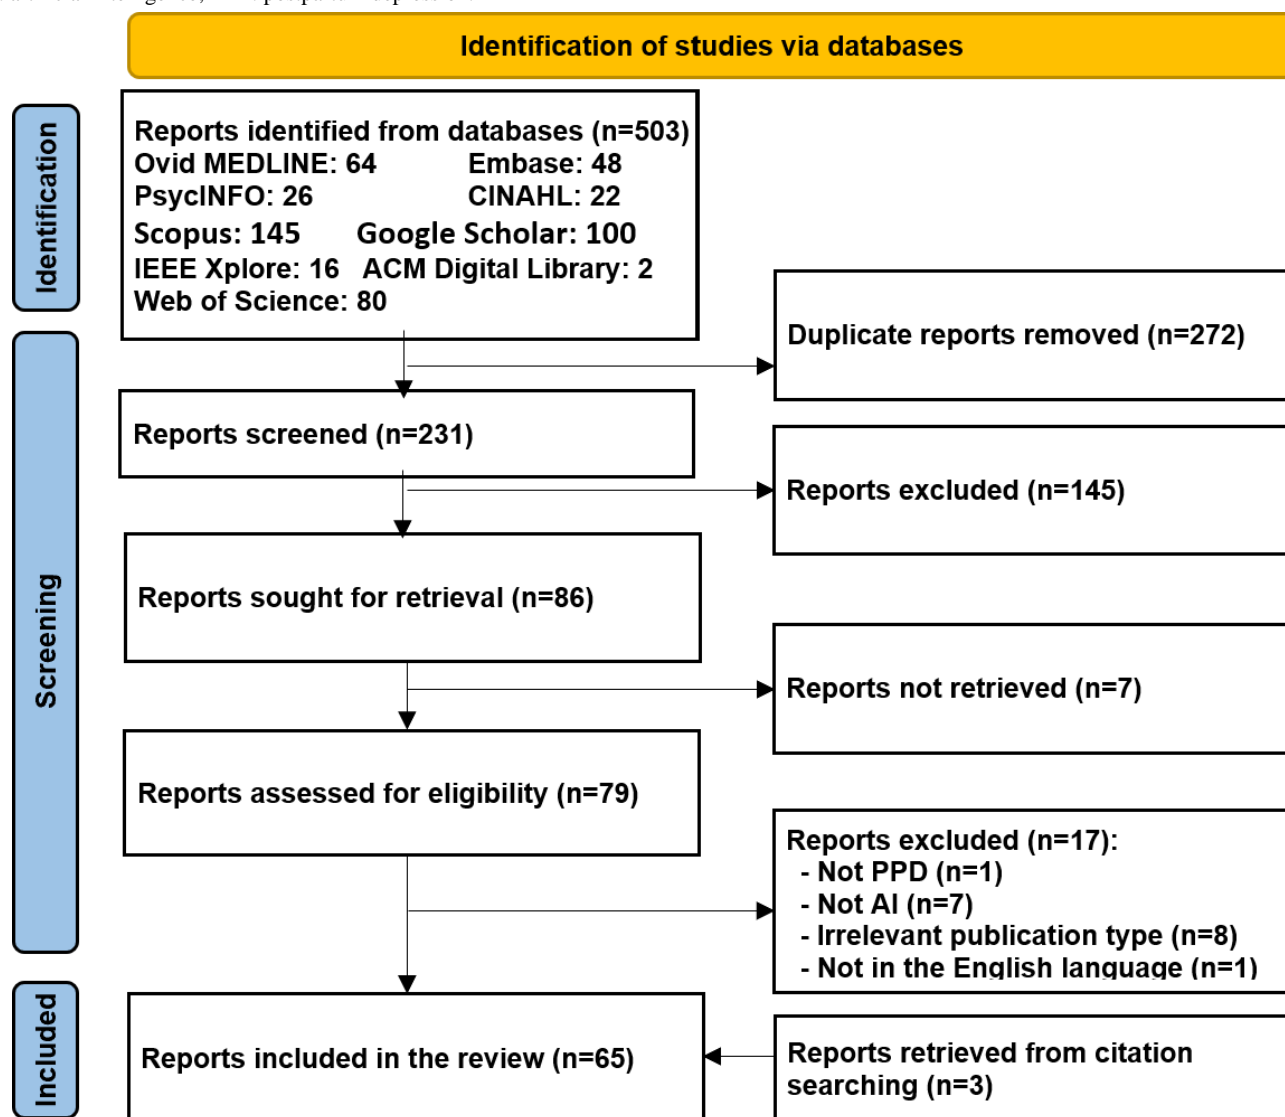 Identification of studies via databases
Identification
Reports identified from databases (n=503)
Ovid MEDLINE: 64 Embase: 48
PsycINFO: 26 CINAHL: 22
Scopus: 145 Google Scholar: 100
IEEE Xplore: 16 ACM Digital Library: 2
Web of Science: 80
Duplicate reports removed (n=272)
Screening
Reports screened (n=231)
Reports excluded (n=145)
Reports sought for retrieval (n=86)
Reports not retrieved (n=7)
Reports assessed for eligibility (n=79)
Reports excluded (n=17):
- Not PPD (n=1)
- Not AI (n=7)
- Irrelevant publication type (n=8)
- Not in the English language (n=1)
Included
Reports included in the review (n=65)
Reports retrieved from citation
searching (n=3)